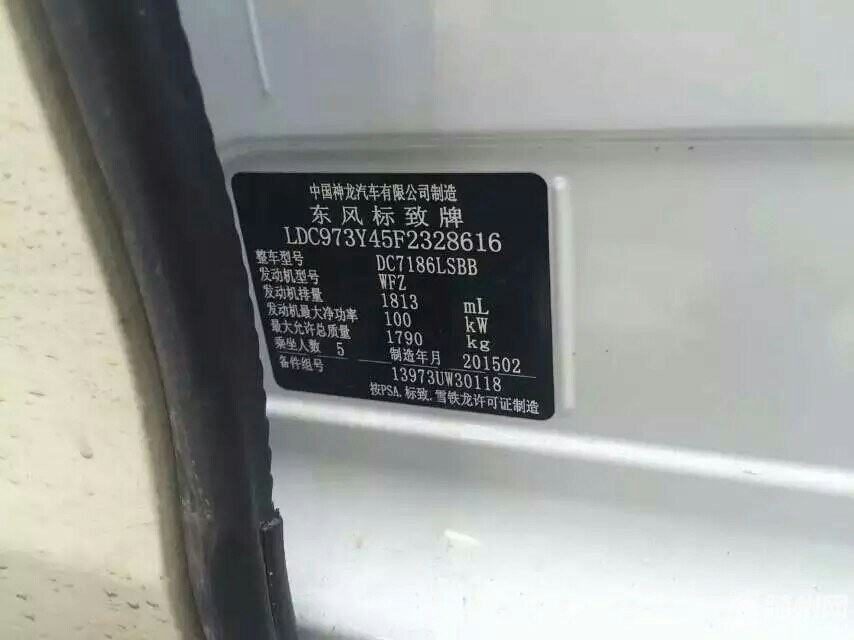 中国神龙汽车有限公司制造
东风标致牌
LDC973Y45F2328616
整车型号 DC7186LSBB
发动机型号 WFZ
发动机排量 1813 mL
发动机最大净功率 100 kW
最大允许总质量 1790 kg
乘坐人数 5 制造年月 201502
备件组号 13973UW30118
按PSA.标致.雪铁龙许可证制造